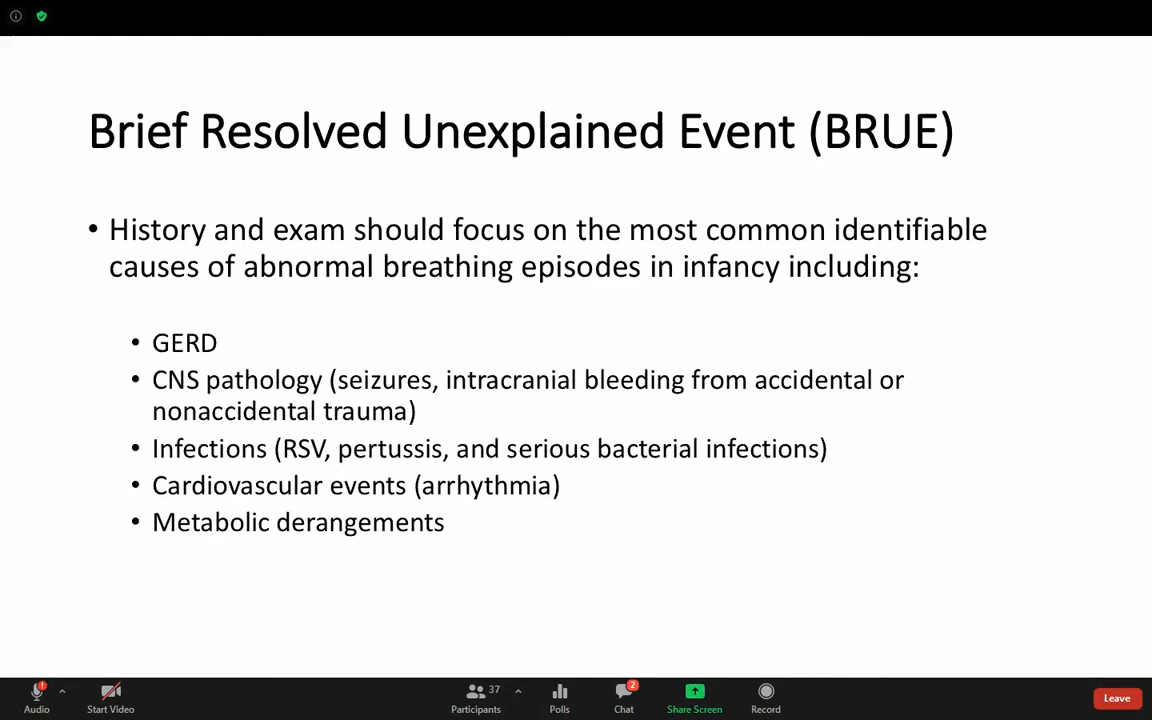 Brief Resolved Unexplained Event (BRUE)
• History and exam should focus on the most common identifiable
causes of abnormal breathing episodes in infancy including:
• GERD
• CNS pathology (seizures, intracranial bleeding from accidental or
nonaccidental trauma)
• Infections (RSV, pertussis, and serious bacterial infections)
• Cardiovascular events (arrhythmia)
• Metabolic derangements
! 37 2
Audio Start Video Participants Polls Chat Share Screen Record Leave